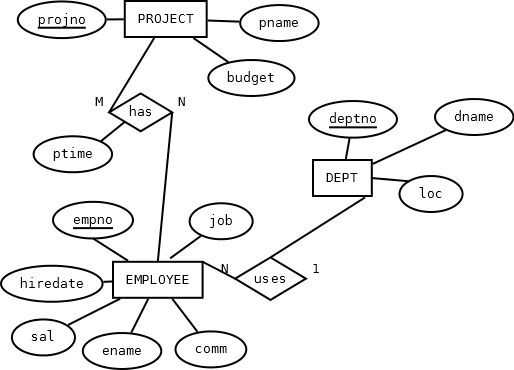 projno
PROJECT
pname
budget
M
has
N
ptime
deptno
dname
DEPT
loc
empno
job
hiredate
EMPLOYEE
N
uses
1
sal
ename
comm